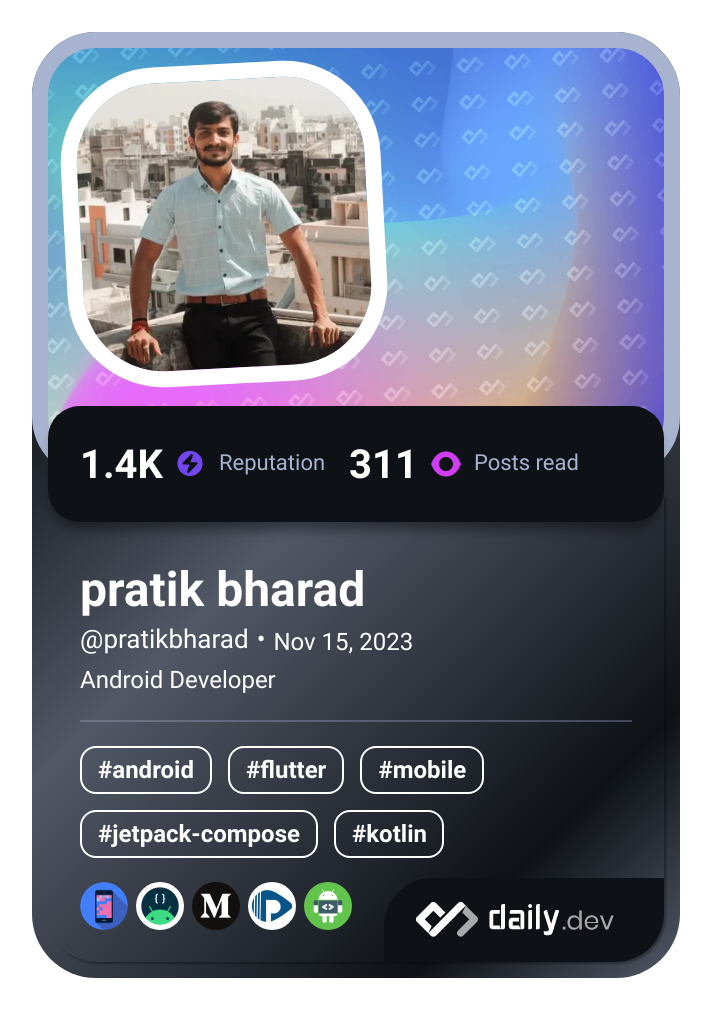 1.4K Reputation 311 Posts read
pratik bharad
@pratikbharad • Nov 15, 2023
Android Developer
#android #flutter #mobile
#jetpack-compose #kotlin
{} M P <>
daily.dev